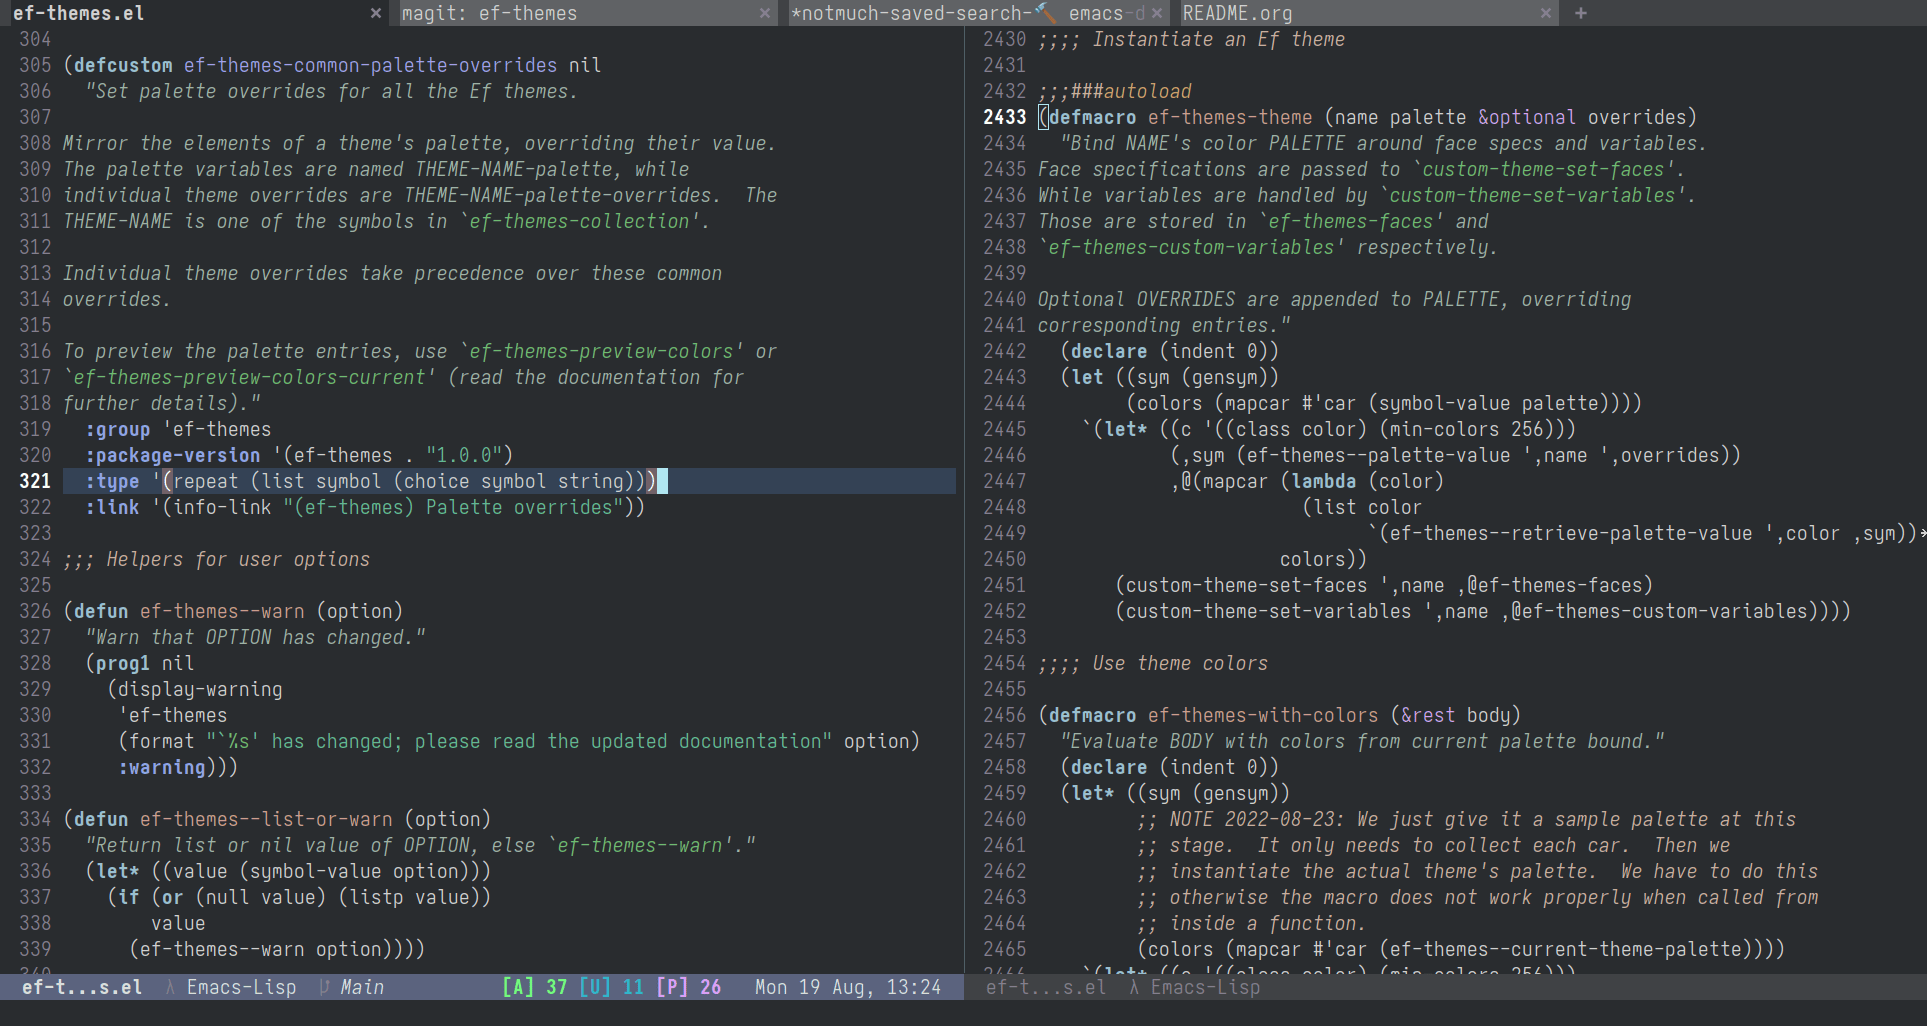 ef-themes.el × magit: ef-themes × *notmuch-saved-search-🔨 emacs-d × README.org × +
304
305 (defcustom ef-themes-common-palette-overrides nil
306   "Set palette overrides for all the Ef themes.
307
308 Mirror the elements of a theme's palette, overriding their value.
309 The palette variables are named THEME-NAME-palette, while
310 individual theme overrides are THEME-NAME-palette-overrides.  The
311 THEME-NAME is one of the symbols in `ef-themes-collection'.
312
313 Individual theme overrides take precedence over these common
314 overrides.
315
316 To preview the palette entries, use `ef-themes-preview-colors' or
317 `ef-themes-preview-colors-current' (read the documentation for
318 further details)."
319   :group 'ef-themes
320   :package-version '(ef-themes . "1.0.0")
321   :type '(repeat (list symbol (choice symbol string)))
322   :link '(info-link "(ef-themes) Palette overrides"))
323
324 ;;; Helpers for user options
325
326 (defun ef-themes--warn (option)
327   "Warn that OPTION has changed."
328   (prog1 nil
329     (display-warning
330      'ef-themes
331      (format "`%s' has changed; please read the updated documentation" option)
332      :warning)))
333
334 (defun ef-themes--list-or-warn (option)
335   "Return list or nil value of OPTION, else `ef-themes--warn'."
336   (let* ((value (symbol-value option)))
337     (if (or (null value) (listp value))
338         value
339       (ef-themes--warn option))))
340
ef-t...s.el λ Emacs-Lisp Main [A] 37 [U] 11 [P] 26 Mon 19 Aug, 13:24
2430 ;;;; Instantiate an Ef theme
2431
2432 ;;;###autoload
2433 (defmacro ef-themes-theme (name palette &optional overrides)
2434   "Bind NAME's color PALETTE around face specs and variables.
2435 Face specifications are passed to `custom-theme-set-faces'.
2436 While variables are handled by `custom-theme-set-variables'.
2437 Those are stored in `ef-themes-faces' and
2438 `ef-themes-custom-variables' respectively.
2439
2440 Optional OVERRIDES are appended to PALETTE, overriding
2441 corresponding entries."
2442   (declare (indent 0))
2443   (let ((sym (gensym))
2444         (colors (mapcar #'car (symbol-value palette))))
2445     `(let* ((c '((class color) (min-colors 256)))
2446             (,sym (ef-themes--palette-value ',name ',overrides))
2447             ,@(mapcar (lambda (color)
2448                         (list color
2449                               `(ef-themes--retrieve-palette-value ',color ,sym))
2450                       colors))
2451        (custom-theme-set-faces ',name ,@ef-themes-faces)
2452        (custom-theme-set-variables ',name ,@ef-themes-custom-variables))))
2453
2454 ;;;; Use theme colors
2455
2456 (defmacro ef-themes-with-colors (&rest body)
2457   "Evaluate BODY with colors from current palette bound."
2458   (declare (indent 0))
2459   (let* ((sym (gensym))
2460          ;; NOTE 2022-08-23: We just give it a sample palette at this
2461          ;; stage.  It only needs to collect each car.  Then we
2462          ;; instantiate the actual theme's palette.  We have to do this
2463          ;; otherwise the macro does not work properly when called from
2464          ;; inside a function.
2465          (colors (mapcar #'car (ef-themes--current-theme-palette))))
2466     `(let* ((c '((class color) (min-colors 256)))
ef-t...s.el λ Emacs-Lisp